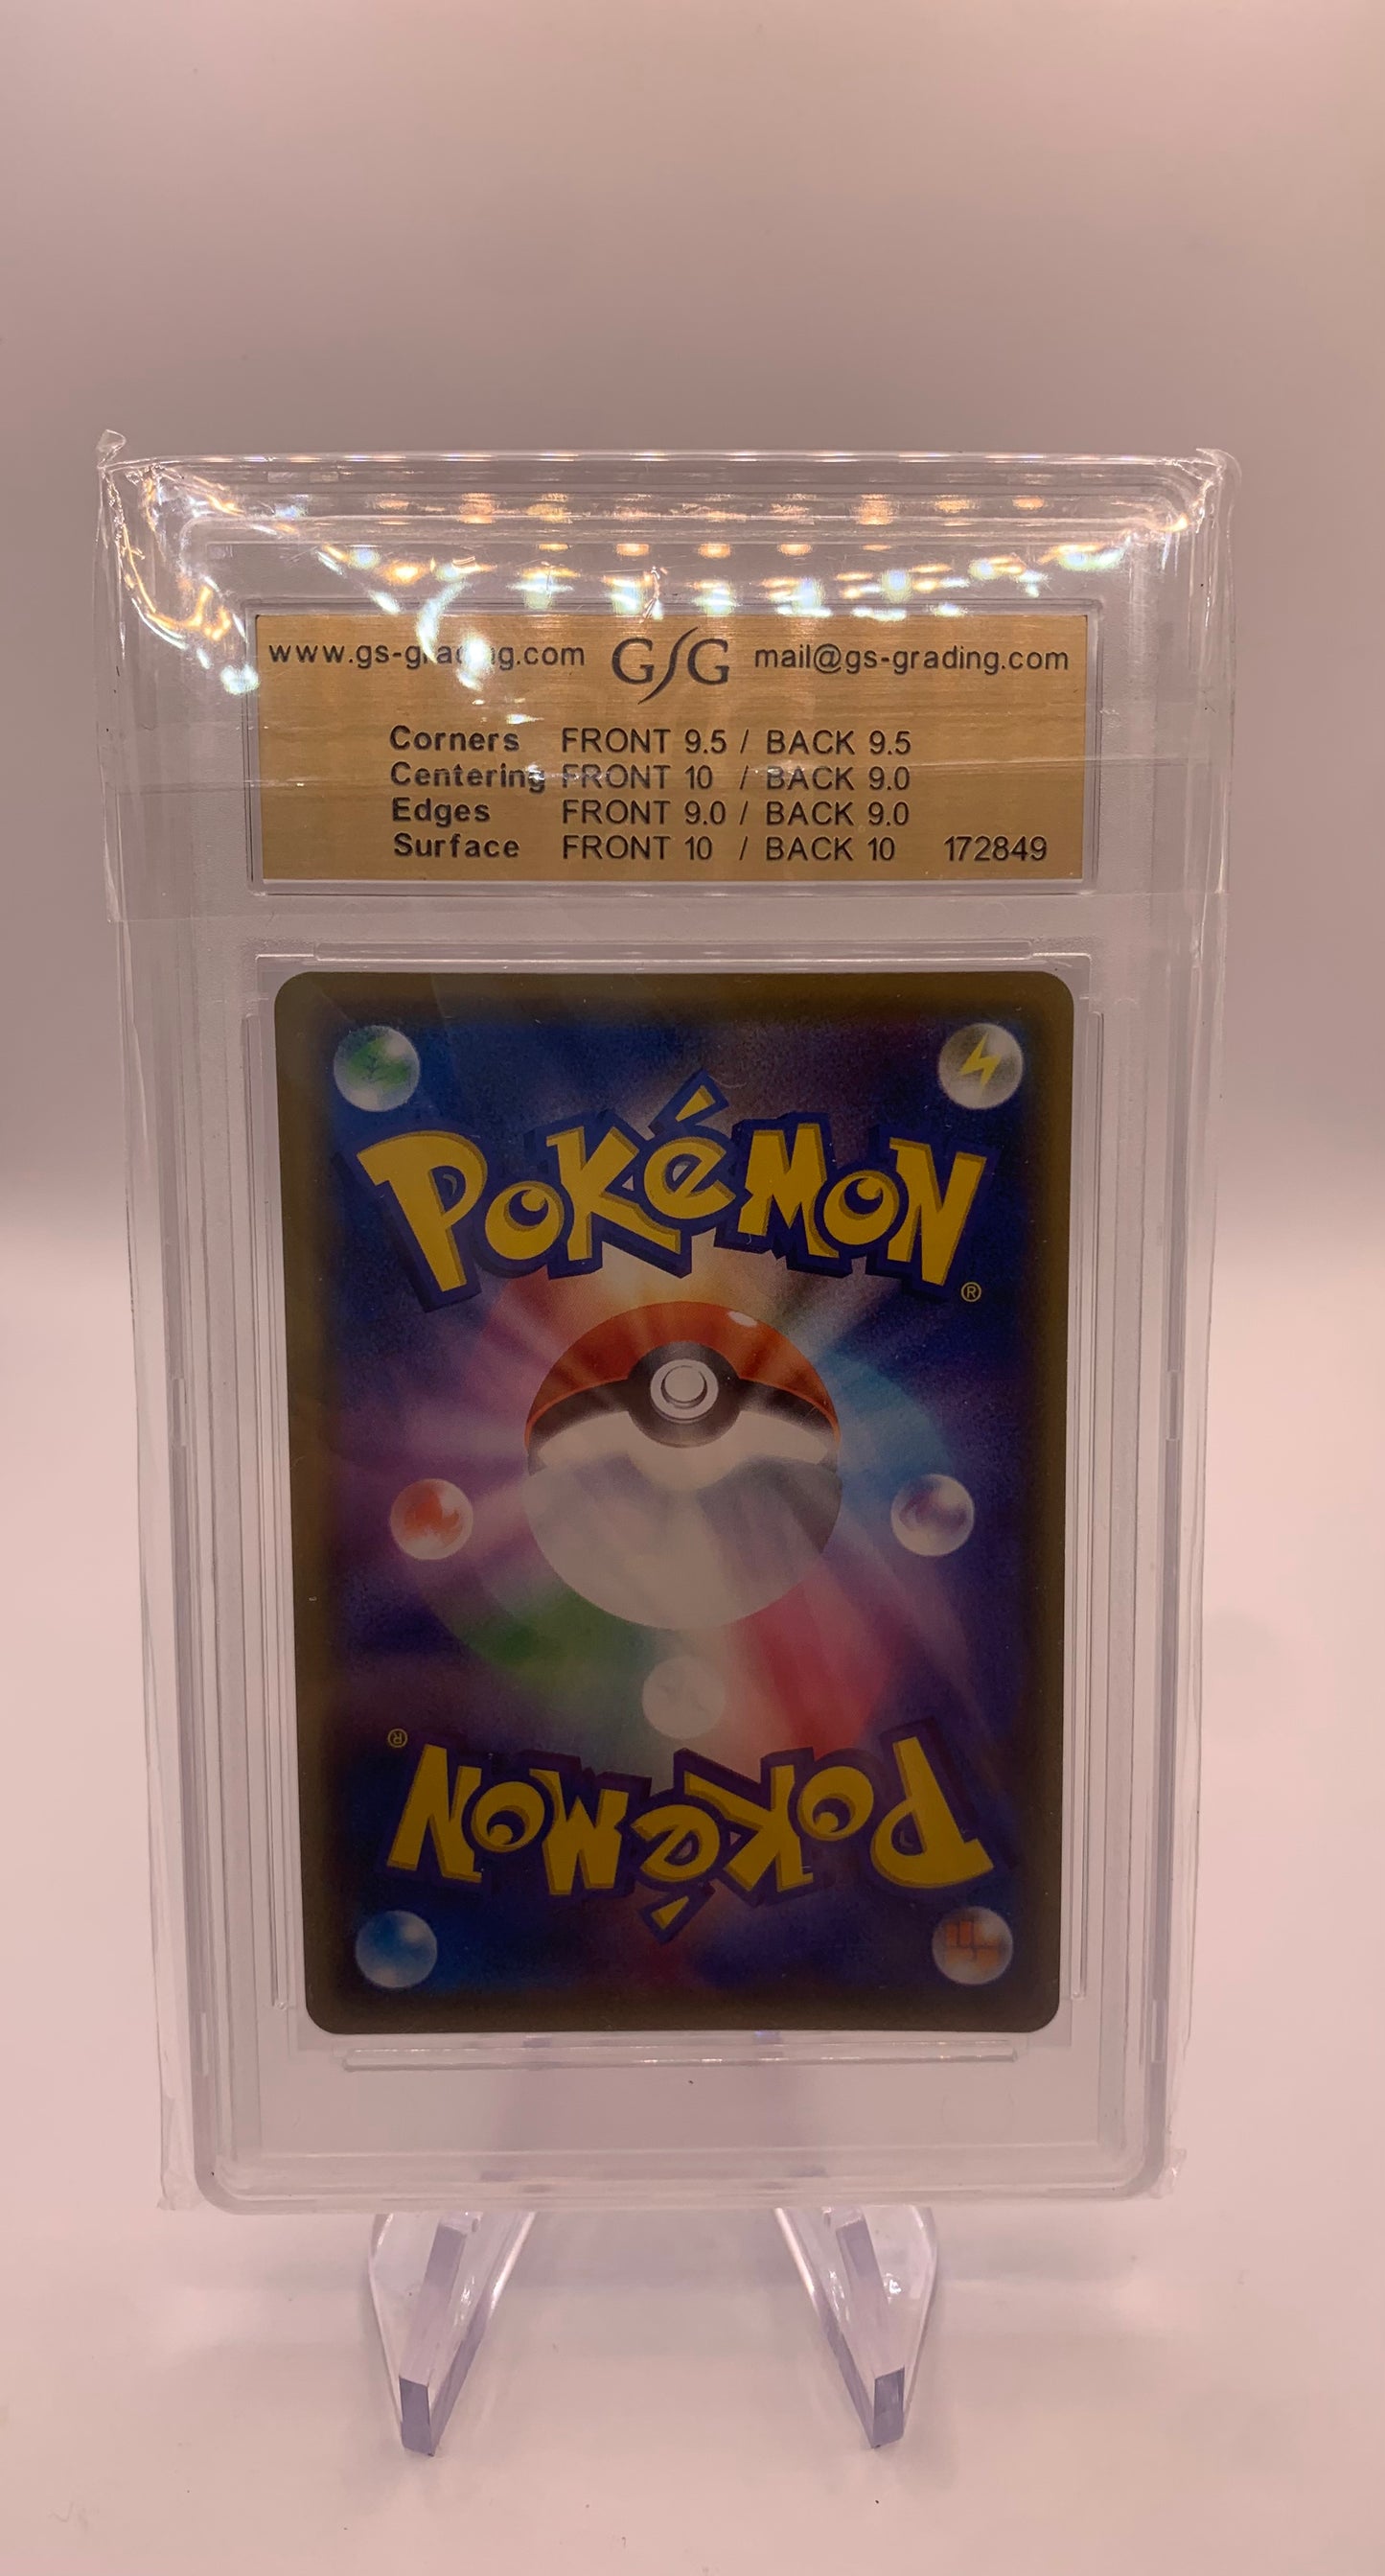 www.gs-grading.com GSG mail@gs-grading.com
Corners FRONT 9.5 / BACK 9.5
Centering FRONT 10 / BACK 9.0
Edges FRONT 9.0 / BACK 9.0
Surface FRONT 10 / BACK 10 172849
POKéMON
®
®
POKéMON